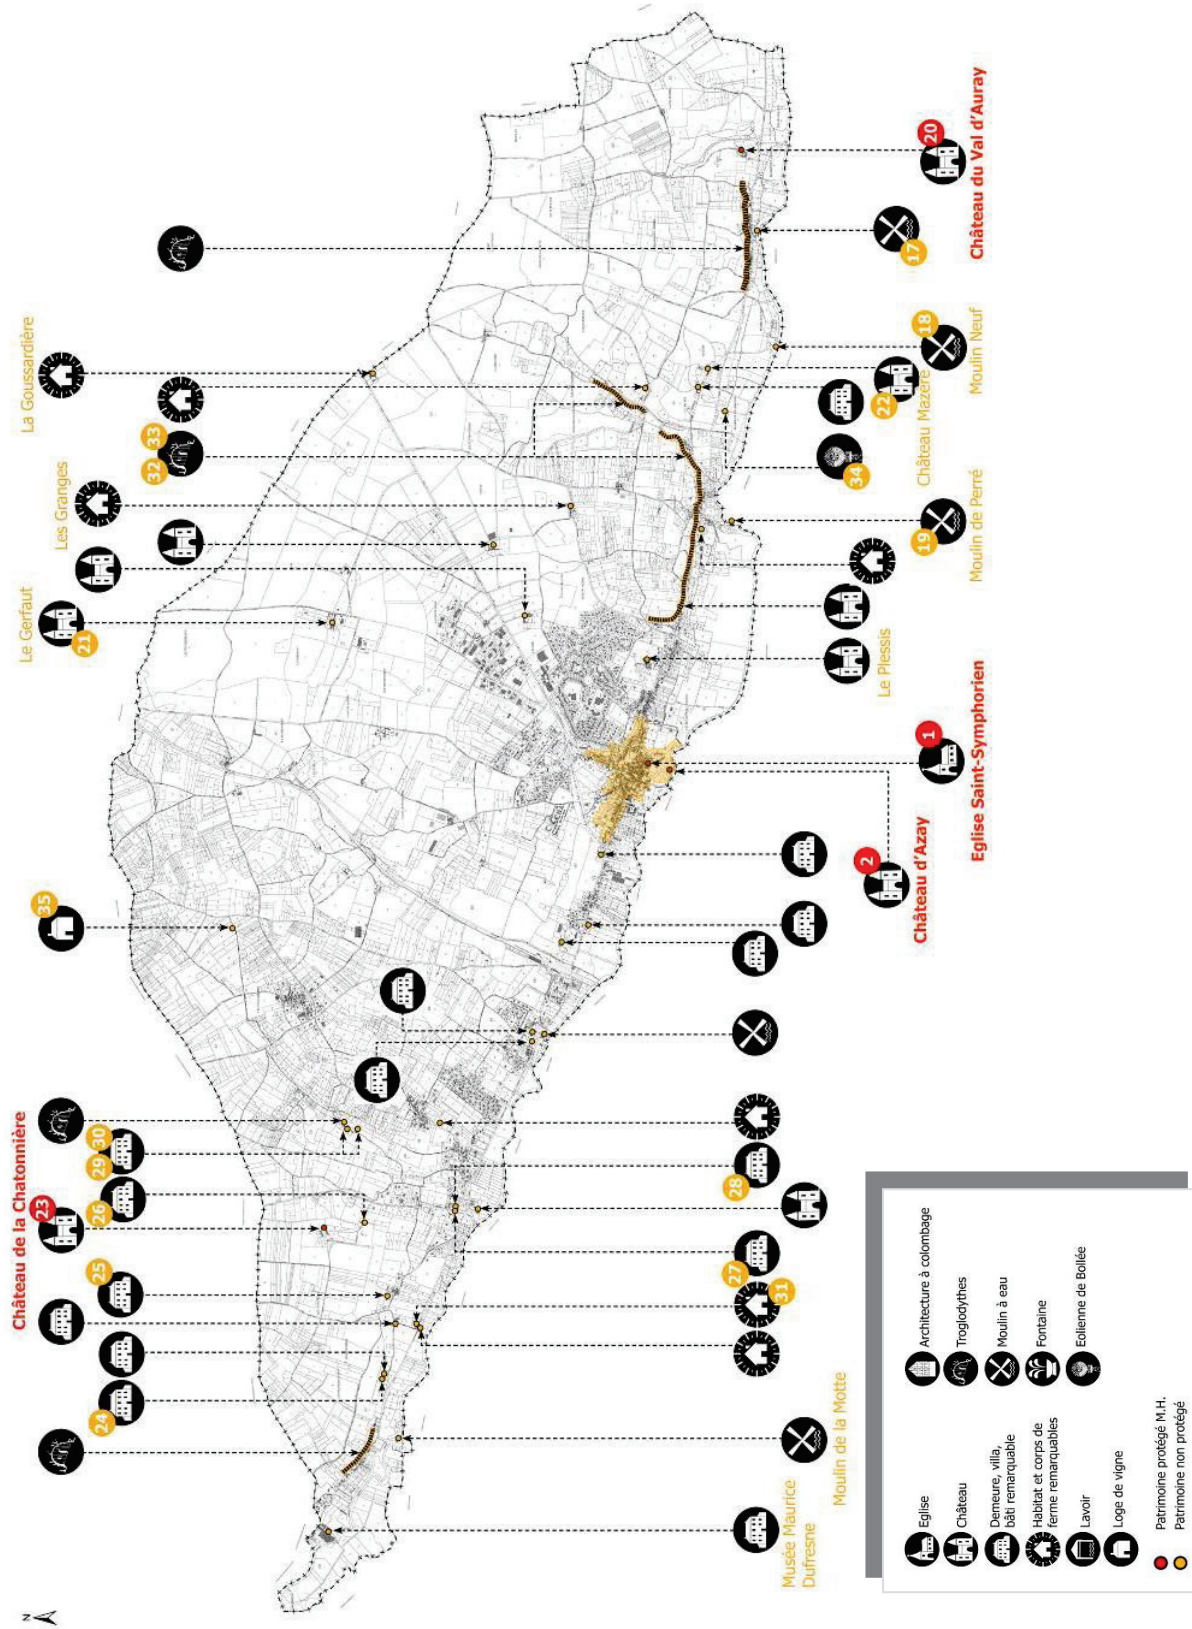 N
Château de la Chatonnière
23
24
25
26
29
30
35
Le Gerfaut
21
Les Granges
32
33
La Goussardière
Musée Maurice
Dufresne
Moulin de la Motte
31
27
28
Château d'Azay
2
Eglise Saint-Symphorien
1
Le Plessis
Moulin de Perré
19
34
Château Mazère
22
Moulin Neuf
18
17
Château du Val d'Auray
20
Eglise
Château
Demeure, villa,
bâti remarquable
Habitat et corps de
ferme remarquables
Lavoir
Loge de vigne
Architecture à colombage
Troglodythes
Moulin à eau
Fontaine
Eolienne de Bollée
Patrimoine protégé M.H.
Patrimoine non protégé